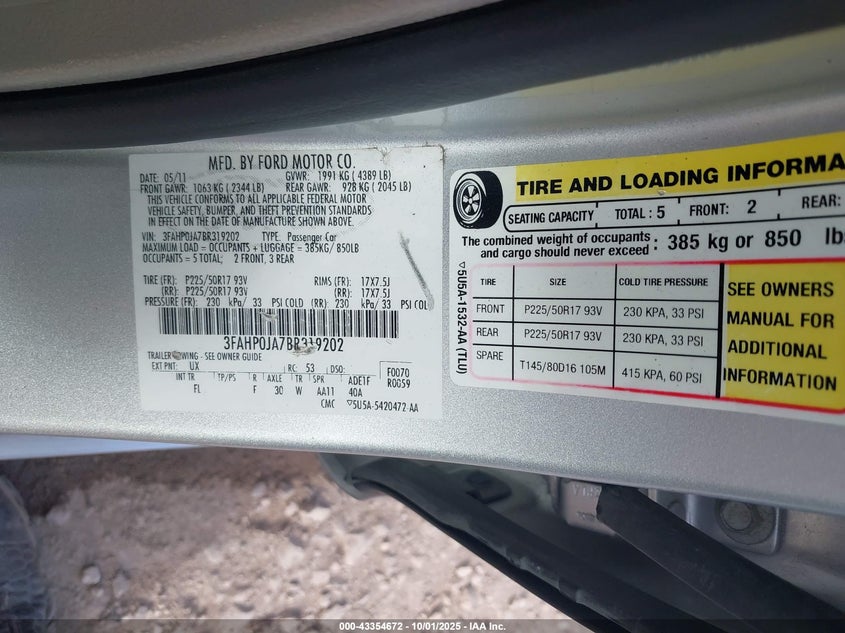 MFD. BY FORD MOTOR CO.
DATE: 05/11 GVWR: 1991 KG ( 4389 LB)
FRONT GAWR: 1063 KG ( 2344 LB) REAR GAWR: 928 KG ( 2045 LB)
THIS VEHICLE CONFORMS TO ALL APPLICABLE FEDERAL MOTOR
VEHICLE SAFETY, BUMPER, AND THEFT PREVENTION STANDARDS
IN EFFECT ON THE DATE OF MANUFACTURE SHOWN ABOVE.
VIN: 3FAHP0JA7BR319202 TYPE: Passenger Car
MAXIMUM LOAD = OCCUPANTS + LUGGAGE = 385KG/ 850LB
OCCUPANTS = 5 TOTAL; 2 FRONT, 3 REAR
TIRE (FR): P225/50R17 93V RIMS (FR): 17X7.5J
(RR): P225/50R17 93V (RR): 17X7.5J
PRESSURE (FR): 230 kPa/ 33 PSI COLD (RR): 230 kPa/ 33 PSI COL
3FAHP0JA7BR319202
TRAILER TOWING - SEE OWNER GUIDE
EXT PNT: UX RC: 53 DSO: F0070
R0059
INT TR TP/PS R AXLE TR SPR ADE1F
FL F 30 W AA11 40A
CMC ▽5U5A-5420472-AA
TIRE AND LOADING INFORMA
SEATING CAPACITY TOTAL : 5 FRONT: 2 REAR:
The combined weight of occupants
and cargo should never exceed : 385 kg or 850 lb
▽5U5A-1532-AA (TLU)
TIRE SIZE COLD TIRE PRESSURE
FRONT P225/50R17 93V 230 KPA, 33 PSI
REAR P225/50R17 93V 230 KPA, 33 PSI
SPARE T145/80D16 105M 415 KPA, 60 PSI
SEE OWNERS
MANUAL FOR
ADDITIONAL
INFORMATION
000-43354672 - 10/01/2025 - IAA Inc.